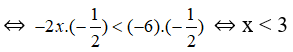 ⇔ −2x.(−1/2) < (−6).(−1/2) ⇔ x < 3